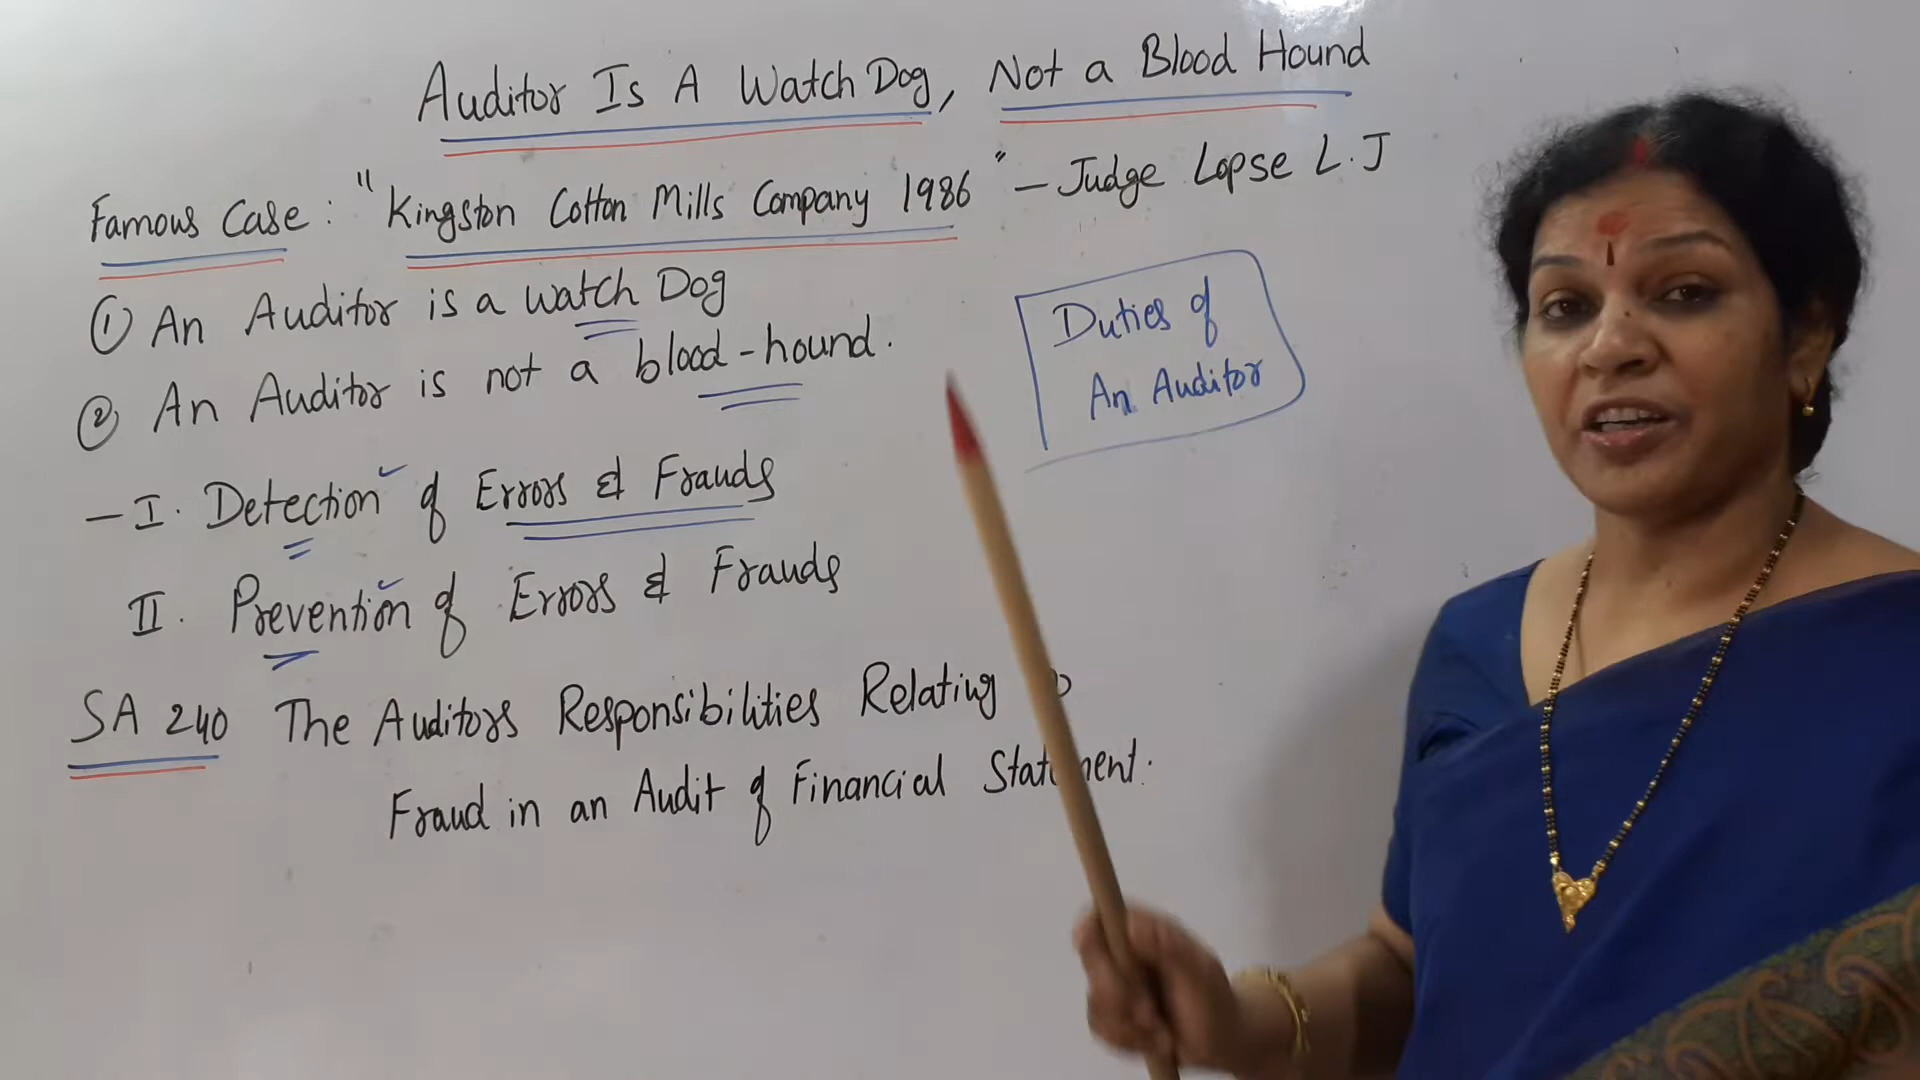 Auditor Is A Watch Dog, Not a Blood Hound
Famous Case: "Kingston Cotton Mills Company 1986" - Judge Lopse L.J
① An Auditor is a watch Dog
② An Auditor is not a blood-hound.
Duties of
An Auditor
- I. Detection of Errors & Frauds
II. Prevention of Errors & Frauds
SA 240 The Auditors Responsibilities Relating
Fraud in an Audit of Financial Statement.